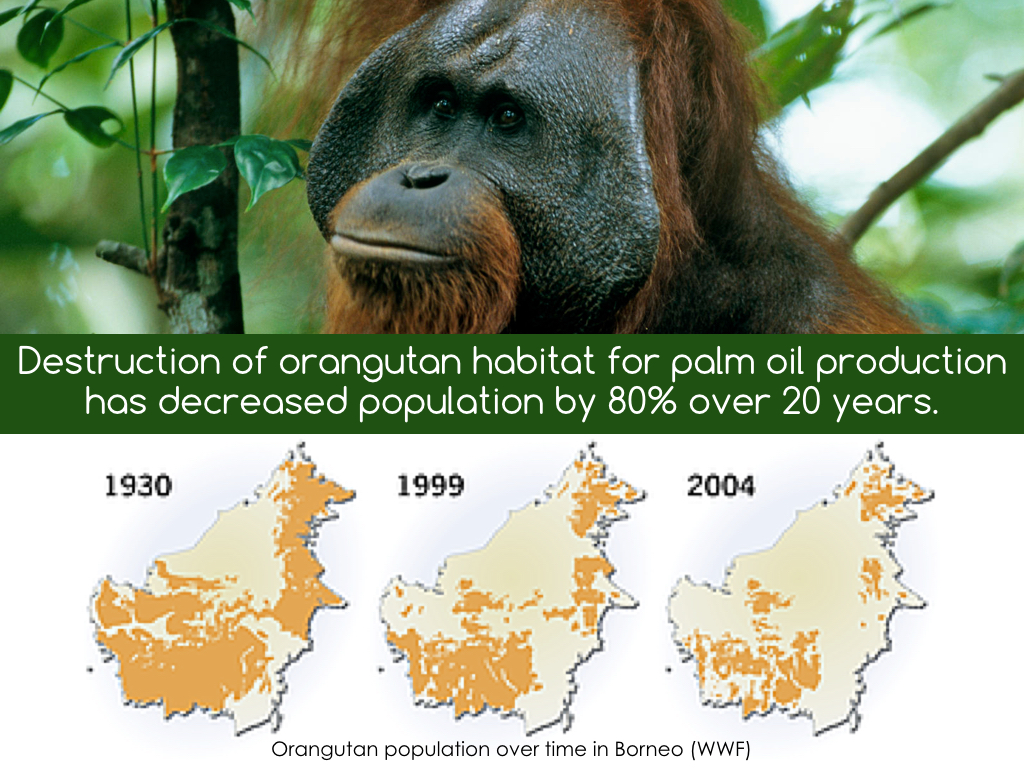 Destruction of orangutan habitat for palm oil production
has decreased population by 80% over 20 years.
1930 1999 2004
Orangutan population over time in Borneo (WWF)